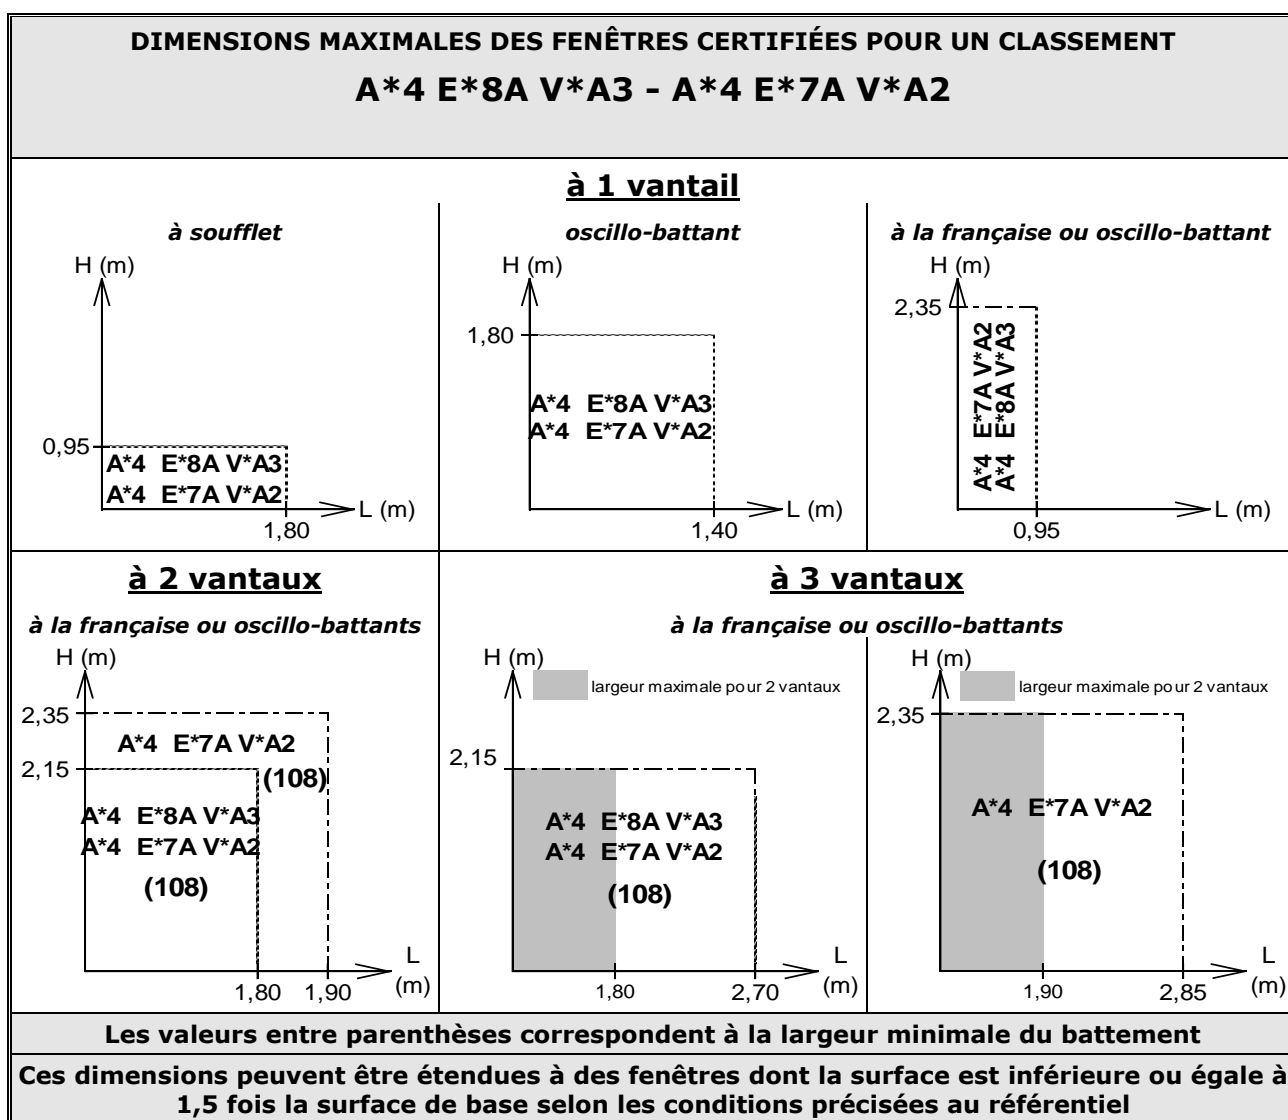 DIMENSIONS MAXIMALES DES FENÊTRES CERTIFIÉES POUR UN CLASSEMENT
A*4 E*8A V*A3 - A*4 E*7A V*A2
à 1 vantail
à soufflet
H (m)
0,95
A*4 E*8A V*A3
A*4 E*7A V*A2
L (m)
1,80
oscillo-battant
H (m)
1,80
A*4 E*8A V*A3
A*4 E*7A V*A2
L (m)
1,40
à la française ou oscillo-battant
H (m)
2,35
A*4 E*7A V*A2
A*4 E*8A V*A3
L (m)
0,95
à 2 vantaux
à la française ou oscillo-battants
H (m)
2,35
A*4 E*7A V*A2
2,15
(108)
A*4 E*8A V*A3
A*4 E*7A V*A2
(108)
L
(m)
1,80 1,90
à 3 vantaux
à la française ou oscillo-battants
H (m)
largeur maximale pour 2 vantaux
2,15
A*4 E*8A V*A3
A*4 E*7A V*A2
(108)
L
(m)
1,80 2,70
H (m)
largeur maximale pour 2 vantaux
2,35
A*4 E*7A V*A2
(108)
L
(m)
1,90 2,85
Les valeurs entre parenthèses correspondent à la largeur minimale du battement
Ces dimensions peuvent être étendues à des fenêtres dont la surface est inférieure ou égale à
1,5 fois la surface de base selon les conditions précisées au référentiel